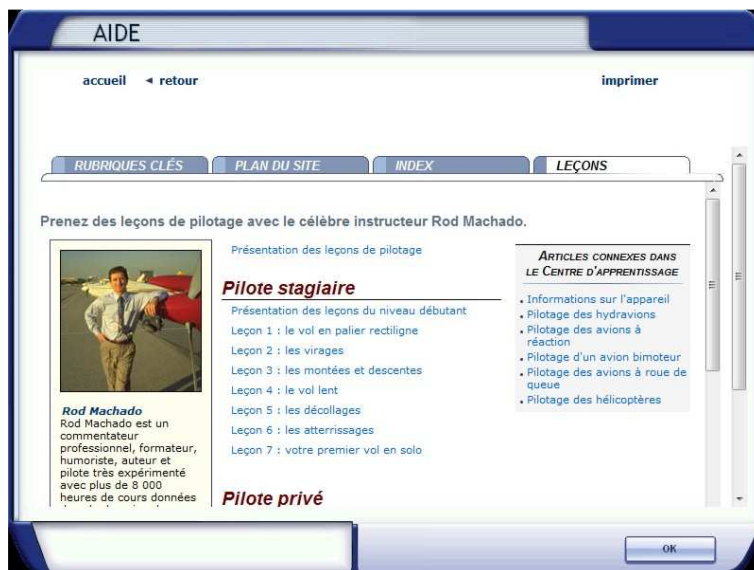 AIDE
accueil
◄ retour
imprimer
RUBRIQUES CLÉS
PLAN DU SITE
INDEX
LEÇONS
Prenez des leçons de pilotage avec le célèbre instructeur Rod Machado.
Rod Machado
Rod Machado est un
commentateur
professionnel, formateur,
humoriste, auteur et
pilote très expérimenté
avec plus de 8 000
heures de cours données
Présentation des leçons de pilotage
Pilote stagiaire
Présentation des leçons du niveau débutant
Leçon 1 : le vol en palier rectiligne
Leçon 2 : les virages
Leçon 3 : les montées et descentes
Leçon 4 : le vol lent
Leçon 5 : les décollages
Leçon 6 : les atterrissages
Leçon 7 : votre premier vol en solo
Pilote privé
ARTICLES CONNEXES DANS
LE CENTRE D'APPRENTISSAGE
Informations sur l'appareil
Pilotage des hydravions
Pilotage des avions à
réaction
Pilotage d'un avion bimoteur
Pilotage des avions à roue de
queue
Pilotage des hélicoptères
OK